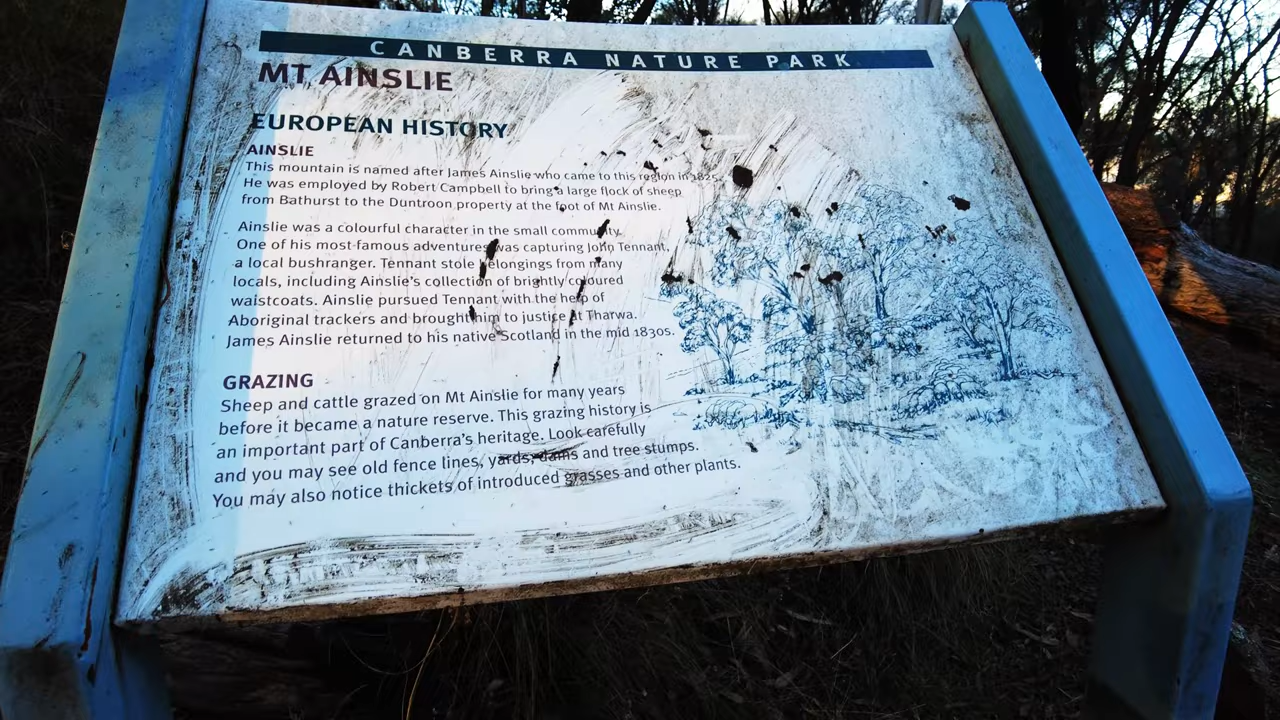 CANBERRA NATURE PARK
MT AINSLIE
EUROPEAN HISTORY
AINSLIE
This mountain is named after James Ainslie who came to this region in 1825.
He was employed by Robert Campbell to bring a large flock of sheep
from Bathurst to the Duntroon property at the foot of Mt Ainslie.
Ainslie was a colourful character in the small community.
One of his most famous adventures was capturing John Tennant,
a local bushranger. Tennant stole belongings from many
locals, including Ainslie's collection of brightly coloured
waistcoats. Ainslie pursued Tennant with the help of
Aboriginal trackers and brought him to justice at Tharwa.
James Ainslie returned to his native Scotland in the mid 1830s.
GRAZING
Sheep and cattle grazed on Mt Ainslie for many years
before it became a nature reserve. This grazing history is
an important part of Canberra's heritage. Look carefully
and you may see old fence lines, yards, dams and tree stumps.
You may also notice thickets of introduced grasses and other plants.